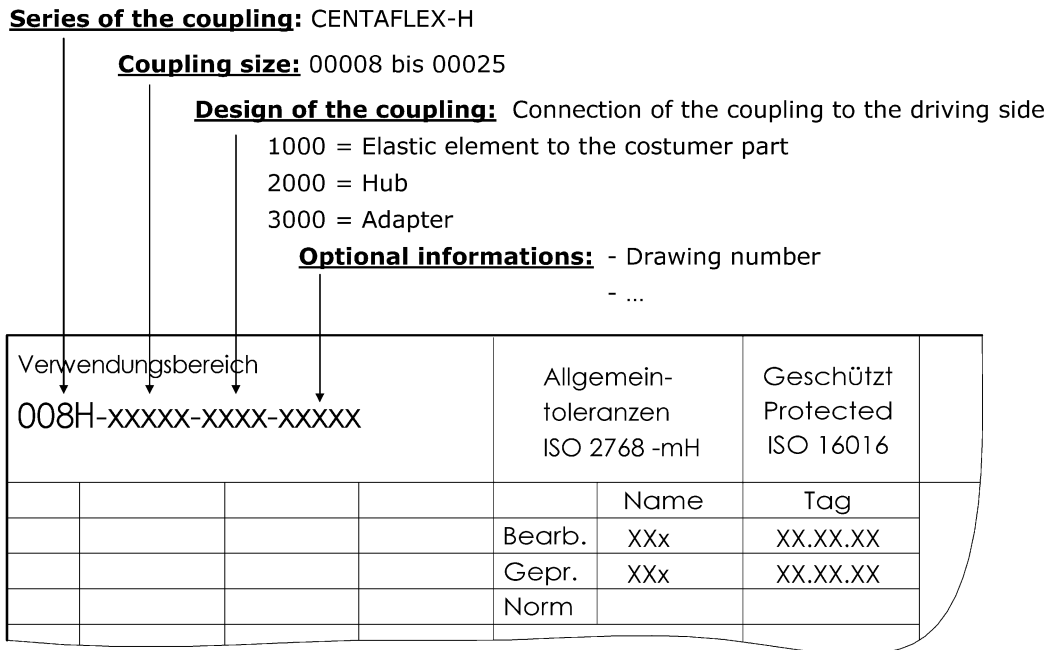 Series of the coupling: CENTAFLEX-H
Coupling size: 00008 bis 00025
Design of the coupling: Connection of the coupling to the driving side
1000 = Elastic element to the costumer part
2000 = Hub
3000 = Adapter
Optional informations: - Drawing number
- ...
Verwendungsbereich
008H-xxxxx-xxxx-xxxxx-
Allgemein-
toleranzen
ISO 2768 -mH
Geschützt
Protected
ISO 16016
Name Tag
Bearb. XXx XX.XX.XX
Gepr. XXx XX.XX.XX
Norm